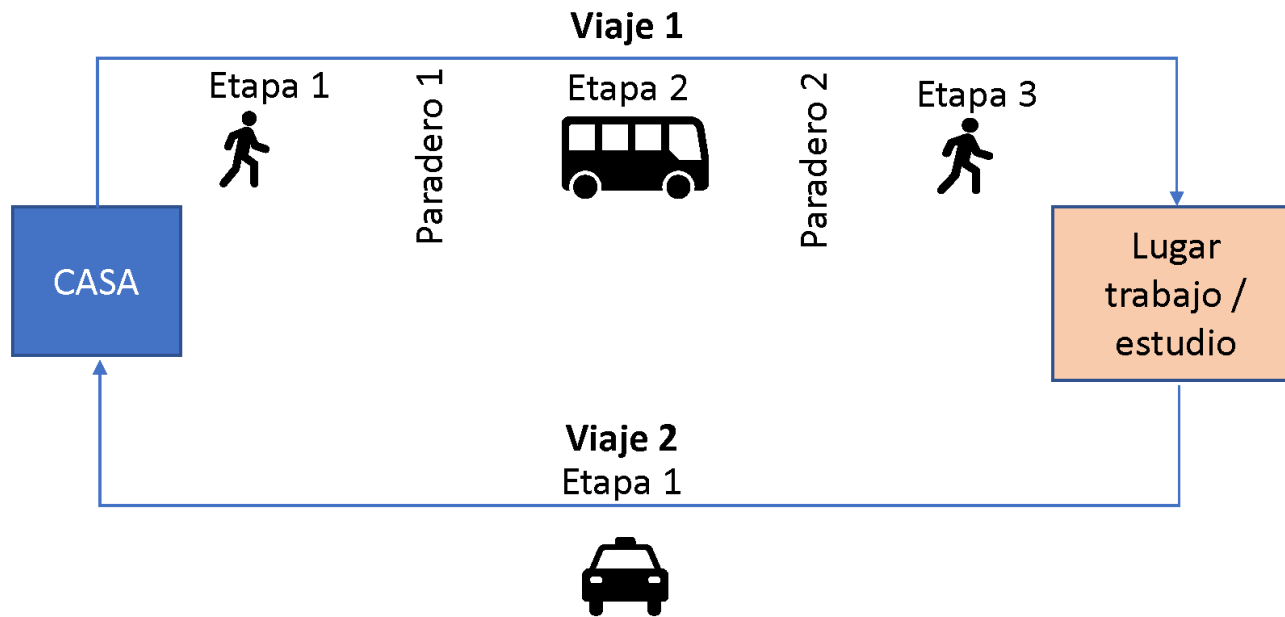 Viaje 1
Etapa 1
Paradero 1
Etapa 2
Paradero 2
Etapa 3
CASA
Lugar
trabajo /
estudio
Viaje 2
Etapa 1